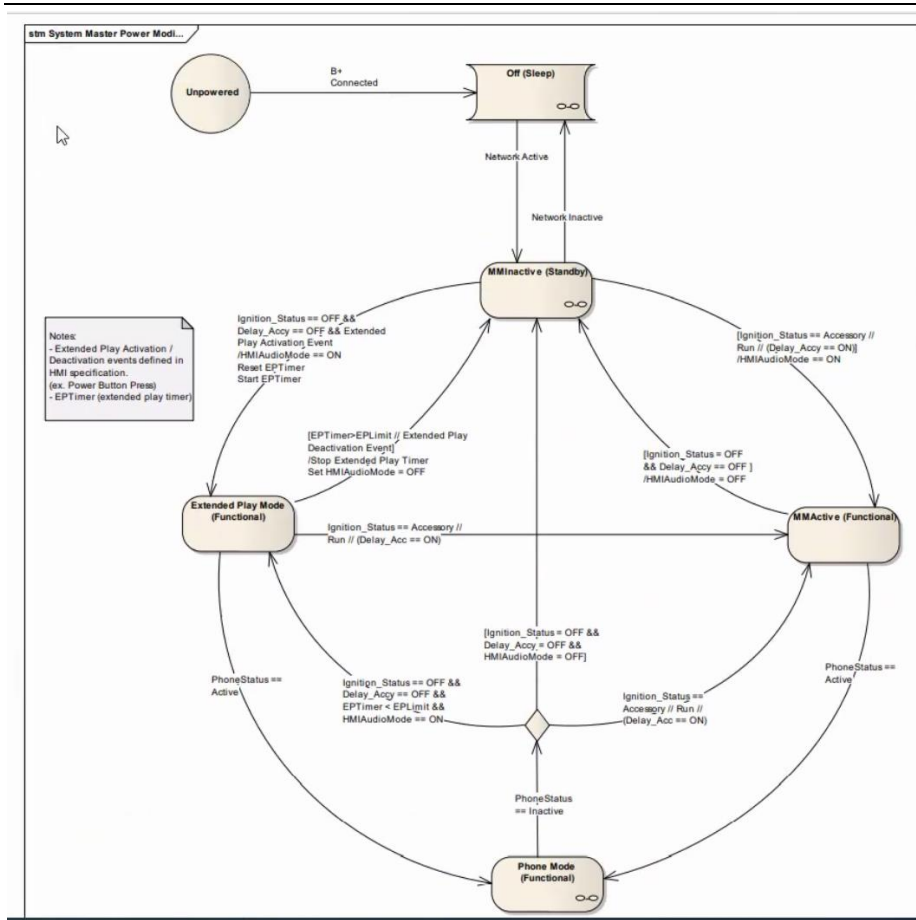 stm System Master Power Modi...
Unpowered
B+
Connected
Off (Sleep)
Network Active
Network Inactive
MMInactive (Standby)
Notes:
- Extended Play Activation /
Deactivation events defined in
HMI specification.
(ex. Power Button Press)
- EPTimer (extended play timer)
Ignition_Status == OFF &&
Delay_Accy == OFF && Extended
Play Activation Event
/HMIAudioMode == ON
Reset EPTimer
Start EPTimer
[Ignition_Status == Accessory //
Run // (Delay_Accy == ON)]
/HMIAudioMode == ON
[EPTimer>EPLimit // Extended Play
Deactivation Event]
/Stop Extended Play Timer
Set HMIAudioMode = OFF
[Ignition_Status = OFF
&& Delay_Accy == OFF ]
/HMIAudioMode = OFF
Extended Play Mode
(Functional)
MMActive (Functional)
Ignition_Status == Accessory //
Run // (Delay_Acc == ON)
[Ignition_Status = OFF &&
Delay_Accy = OFF &&
HMIAudioMode = OFF]
PhoneStatus ==
Active
Ignition_Status == OFF &&
Delay_Accy == OFF &&
EPTimer < EPLimit &&
HMIAudioMode == ON
Ignition_Status ==
Accessory // Run //
(Delay_Acc == ON)
PhoneStatus ==
Active
PhoneStatus
== Inactive
Phone Mode
(Functional)